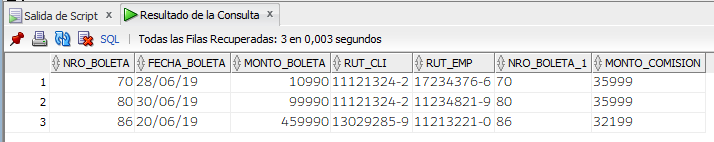 Salida de Script x Resultado de la Consulta x
SQL | Todas las Filas Recuperadas: 3 en 0,003 segundos
NRO_BOLETA FECHA_BOLETA MONTO_BOLETA RUT_CLI RUT_EMP NRO_BOLETA_1 MONTO_COMISION
1 70 28/06/19 10990 11121324-2 17234376-6 70 35999
2 80 30/06/19 99990 11121324-2 11234821-9 80 35999
3 86 20/06/19 459990 13029285-9 11213221-0 86 32199